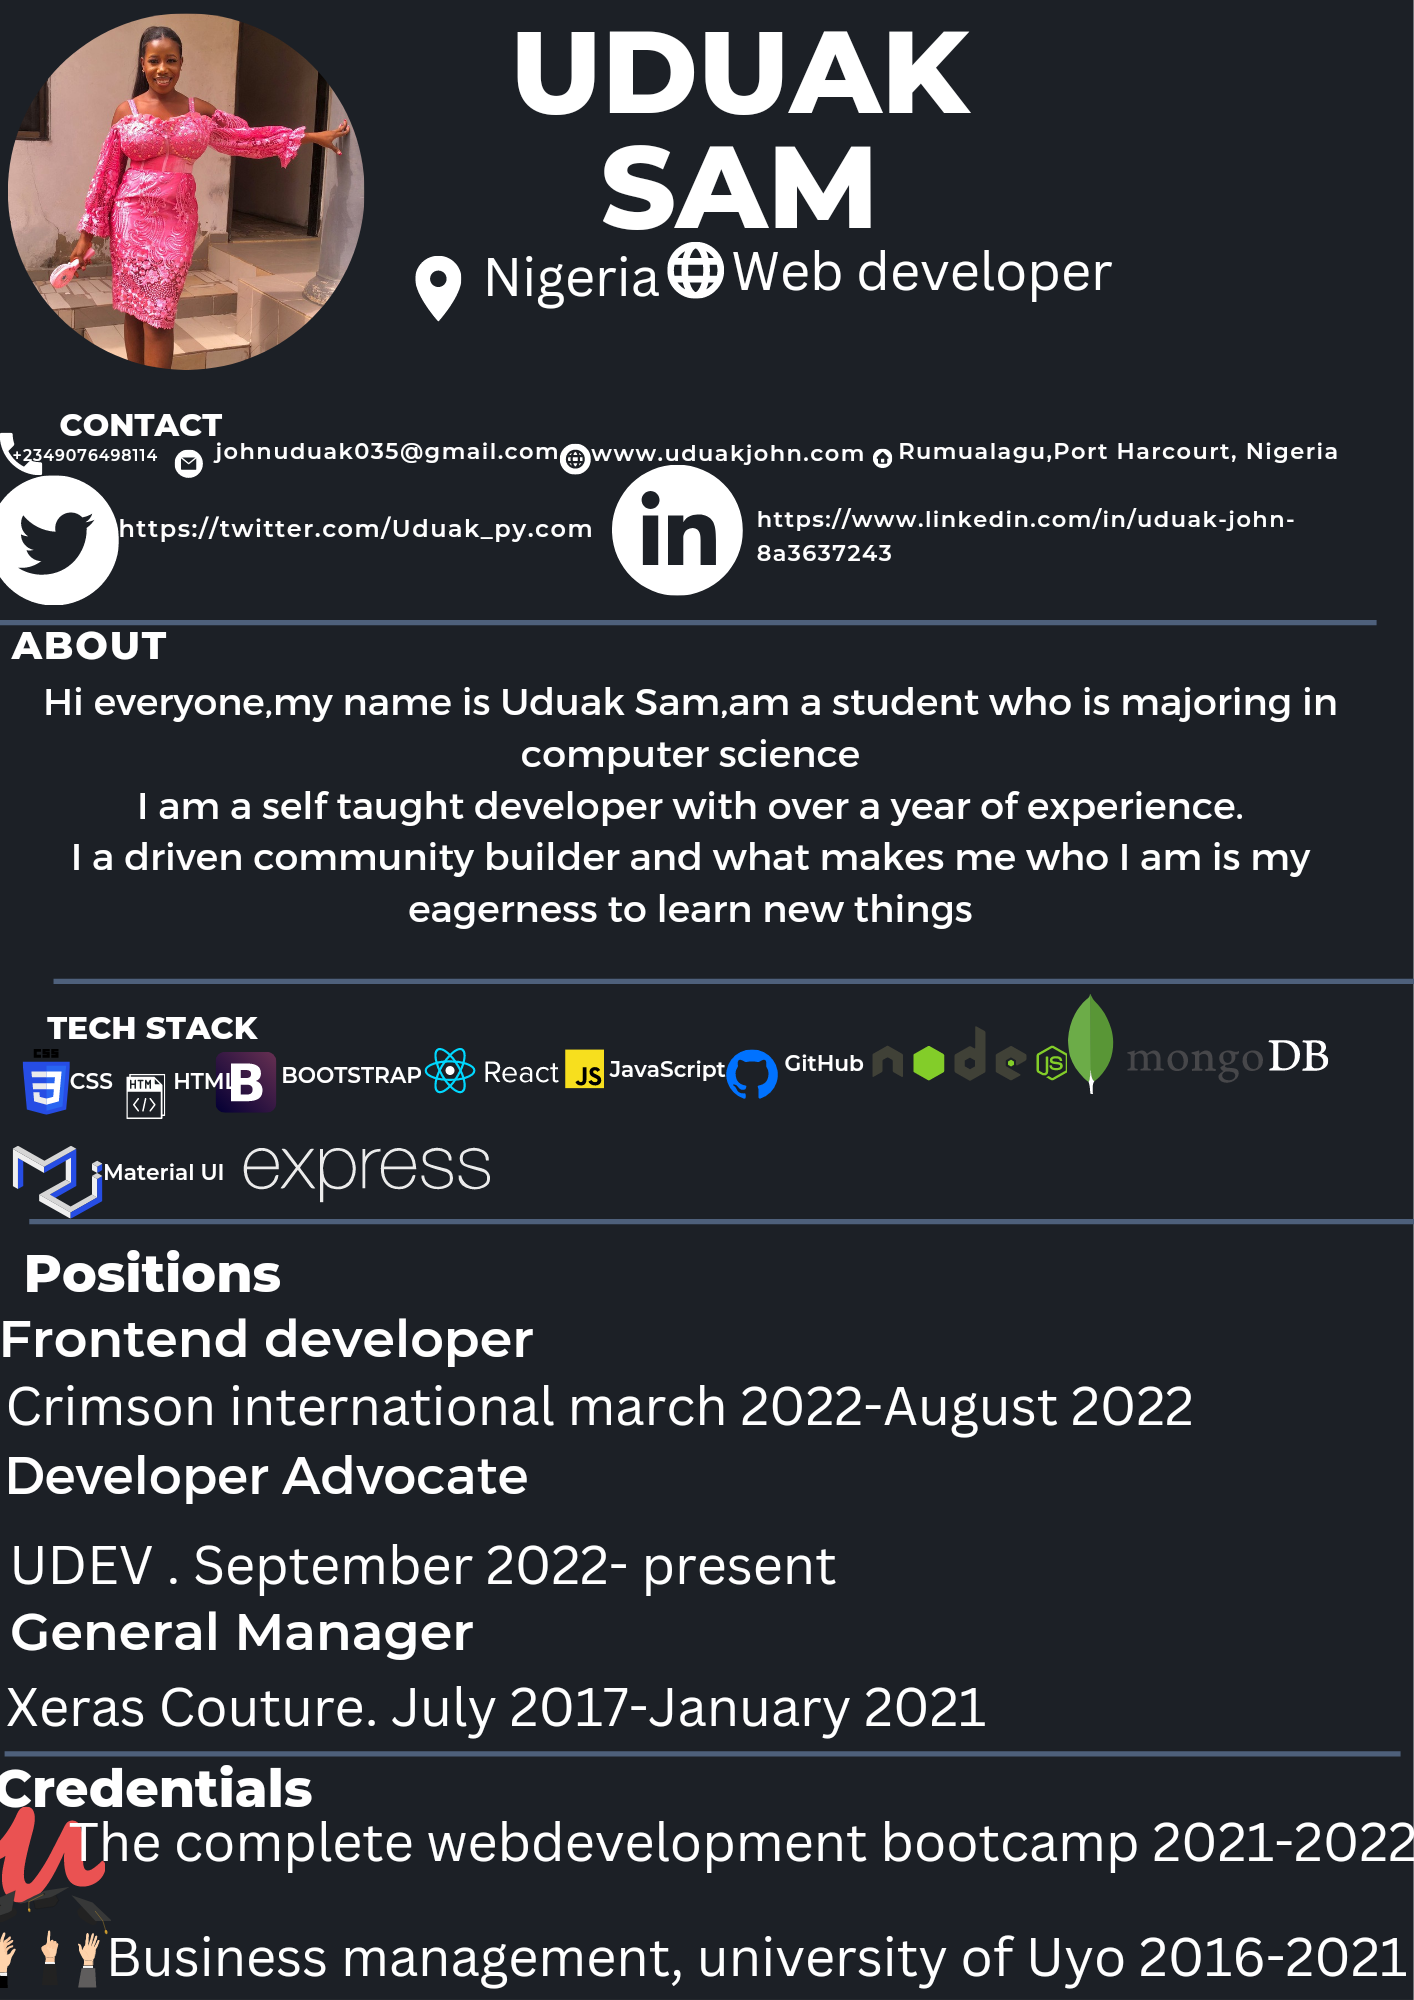 UDUAK
SAM
Nigeria Web developer
CONTACT
+2349076498114 johnuduak035@gmail.com www.uduakjohn.com Rumualagu,Port Harcourt, Nigeria
https://twitter.com/Uduak_py.com
in https://www.linkedin.com/in/uduak-john-
8a3637243
ABOUT
Hi everyone,my name is Uduak Sam,am a student who is majoring in
computer science
I am a self taught developer with over a year of experience.
I a driven community builder and what makes me who I am is my
eagerness to learn new things
TECH STACK
CSS 3 CSS HTML </> HTML B BOOTSTRAP React JS JavaScript GitHub node JS mongoDB
Material UI express
Positions
Frontend developer
Crimson international march 2022-August 2022
Developer Advocate
UDEV . September 2022- present
General Manager
Xeras Couture. July 2017-January 2021
Credentials
The complete webdevelopment bootcamp 2021-2022
Business management, university of Uyo 2016-2021